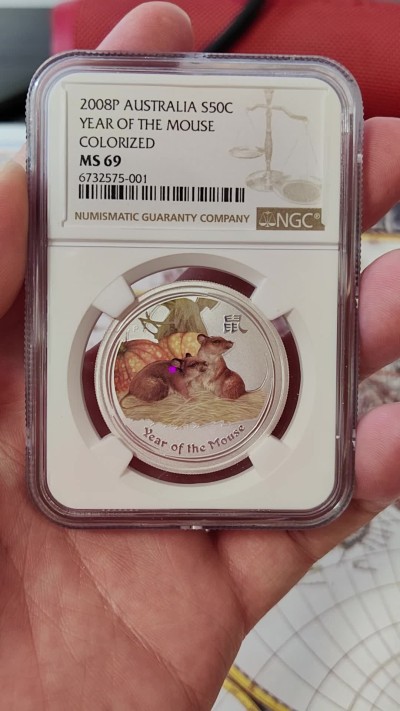 2008P AUSTRALIA S50C
YEAR OF THE MOUSE
COLORIZED
MS 69
6732575-001
NUMISMATIC GUARANTY COMPANY NGC®
鼠
Year of the Mouse